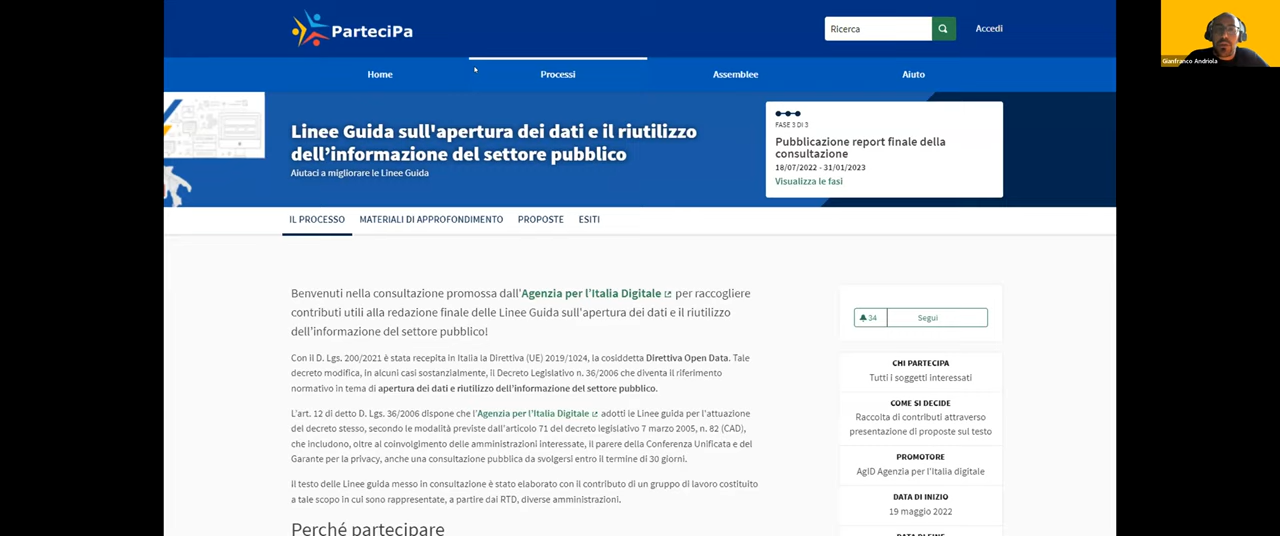 ParteciPa
Ricerca
Accedi
Gianfranco Andriola
Home
Processi
Assemblee
Aiuto
Linee Guida sull'apertura dei dati e il riutilizzo
dell'informazione del settore pubblico
Aiutaci a migliorare le Linee Guida
FASE 3 DI 3
Pubblicazione report finale della
consultazione
18/07/2022 - 31/01/2023
Visualizza le fasi
IL PROCESSO
MATERIALI DI APPROFONDIMENTO
PROPOSTE
ESITI
Benvenuti nella consultazione promossa dall'Agenzia per l'Italia Digitale per raccogliere
contributi utili alla redazione finale delle Linee Guida sull'apertura dei dati e il riutilizzo
dell'informazione del settore pubblico!
Con il D. Lgs. 200/2021 è stata recepita in Italia la Direttiva (UE) 2019/1024, la cosiddetta Direttiva Open Data. Tale
decreto modifica, in alcuni casi sostanzialmente, il Decreto Legislativo n. 36/2006 che diventa il riferimento
normativo in tema di apertura dei dati e riutilizzo dell'informazione del settore pubblico.
L'art. 12 di detto D. Lgs. 36/2006 dispone che l'Agenzia per l'Italia Digitale adotti le Linee guida per l'attuazione
del decreto stesso, secondo le modalità previste dall'articolo 71 del decreto legislativo 7 marzo 2005, n. 82 (CAD),
che includono, oltre al coinvolgimento delle amministrazioni interessate, il parere della Conferenza Unificata e del
Garante per la privacy, anche una consultazione pubblica da svolgersi entro il termine di 30 giorni.
Il testo delle Linee guida messo in consultazione è stato elaborato con il contributo di un gruppo di lavoro costituito
a tale scopo in cui sono rappresentate, a partire dai RTD, diverse amministrazioni.
Perché partecipare
34
Segui
CHI PARTECIPA
Tutti i soggetti interessati
COME SI DECIDE
Raccolta di contributi attraverso
presentazione di proposte sul testo
PROMOTORE
AgID Agenzia per l'Italia digitale
DATA DI INIZIO
19 maggio 2022
DATA DI FINE